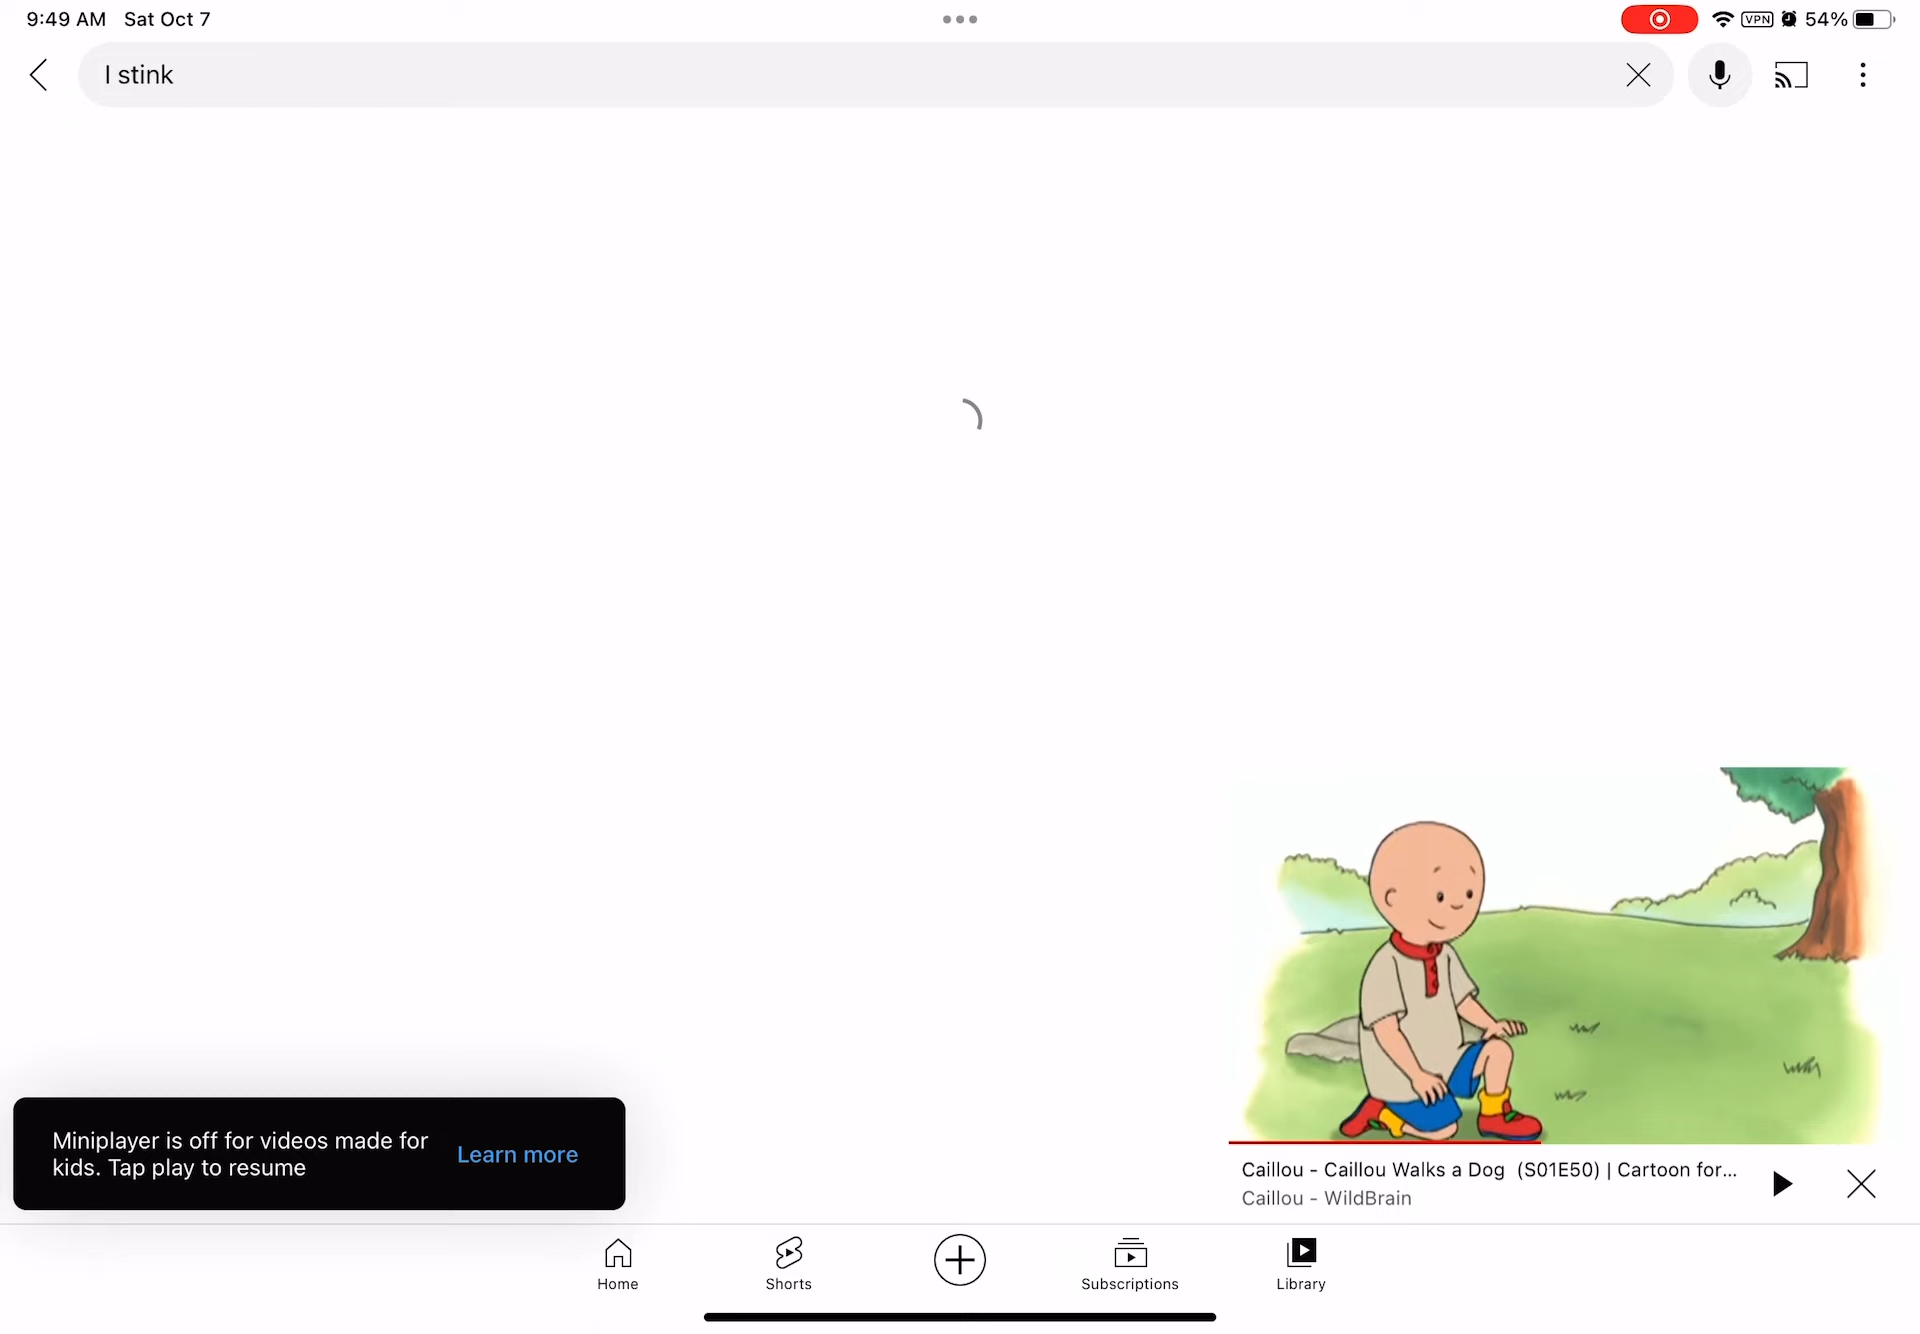 9:49 AM Sat Oct 7
VPN 54%
I stink
Miniplayer is off for videos made for
kids. Tap play to resume
Learn more
Caillou - Caillou Walks a Dog (S01E50) | Cartoon for...
Caillou - WildBrain
Home
Shorts
Subscriptions
Library